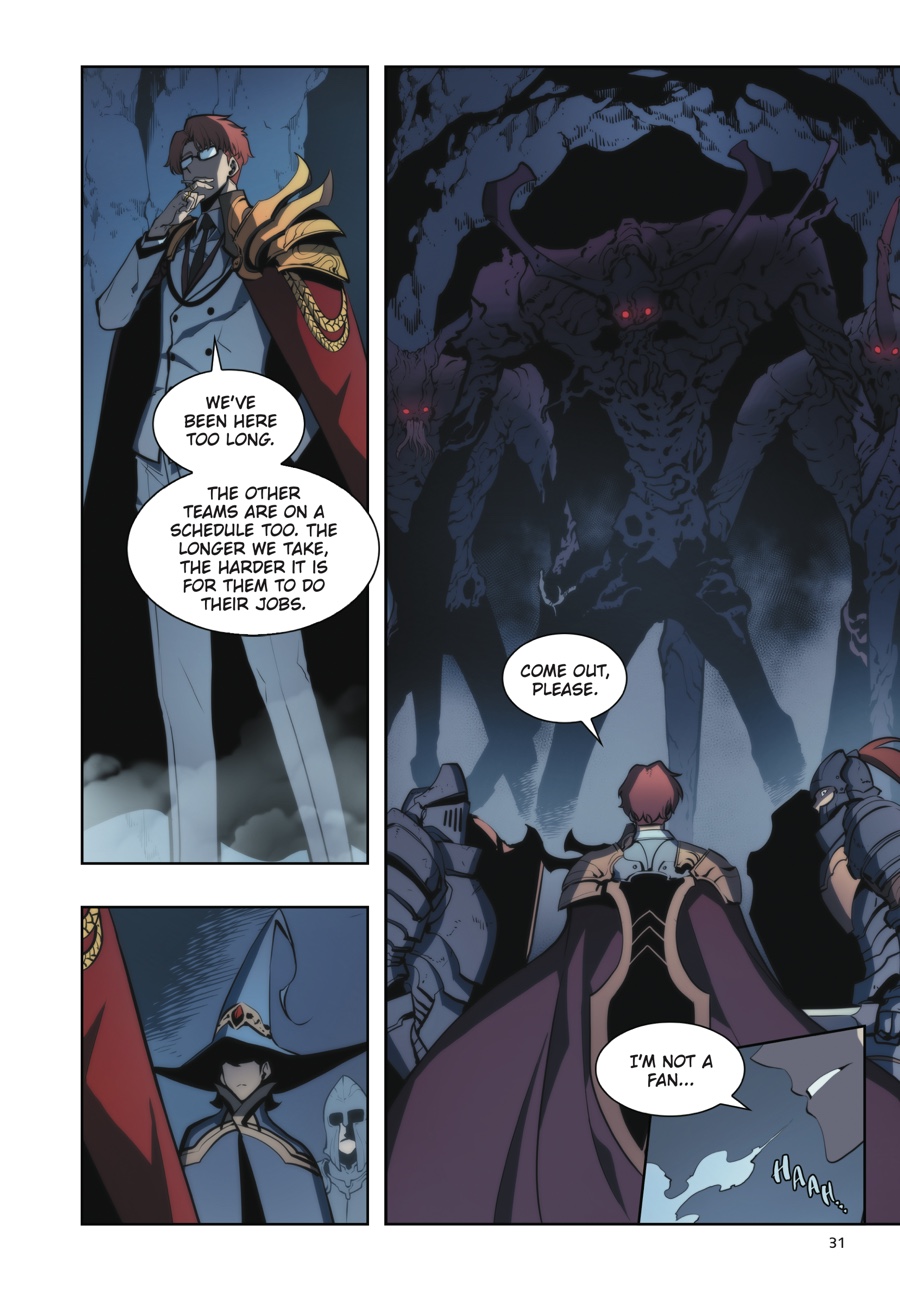 WE'VE
BEEN HERE
TOO LONG.
THE OTHER
TEAMS ARE ON A
SCHEDULE TOO. THE
LONGER WE TAKE,
THE HARDER IT IS
FOR THEM TO DO
THEIR JOBS.
COME OUT,
PLEASE.
I'M NOT A
FAN...
HAAH...
31